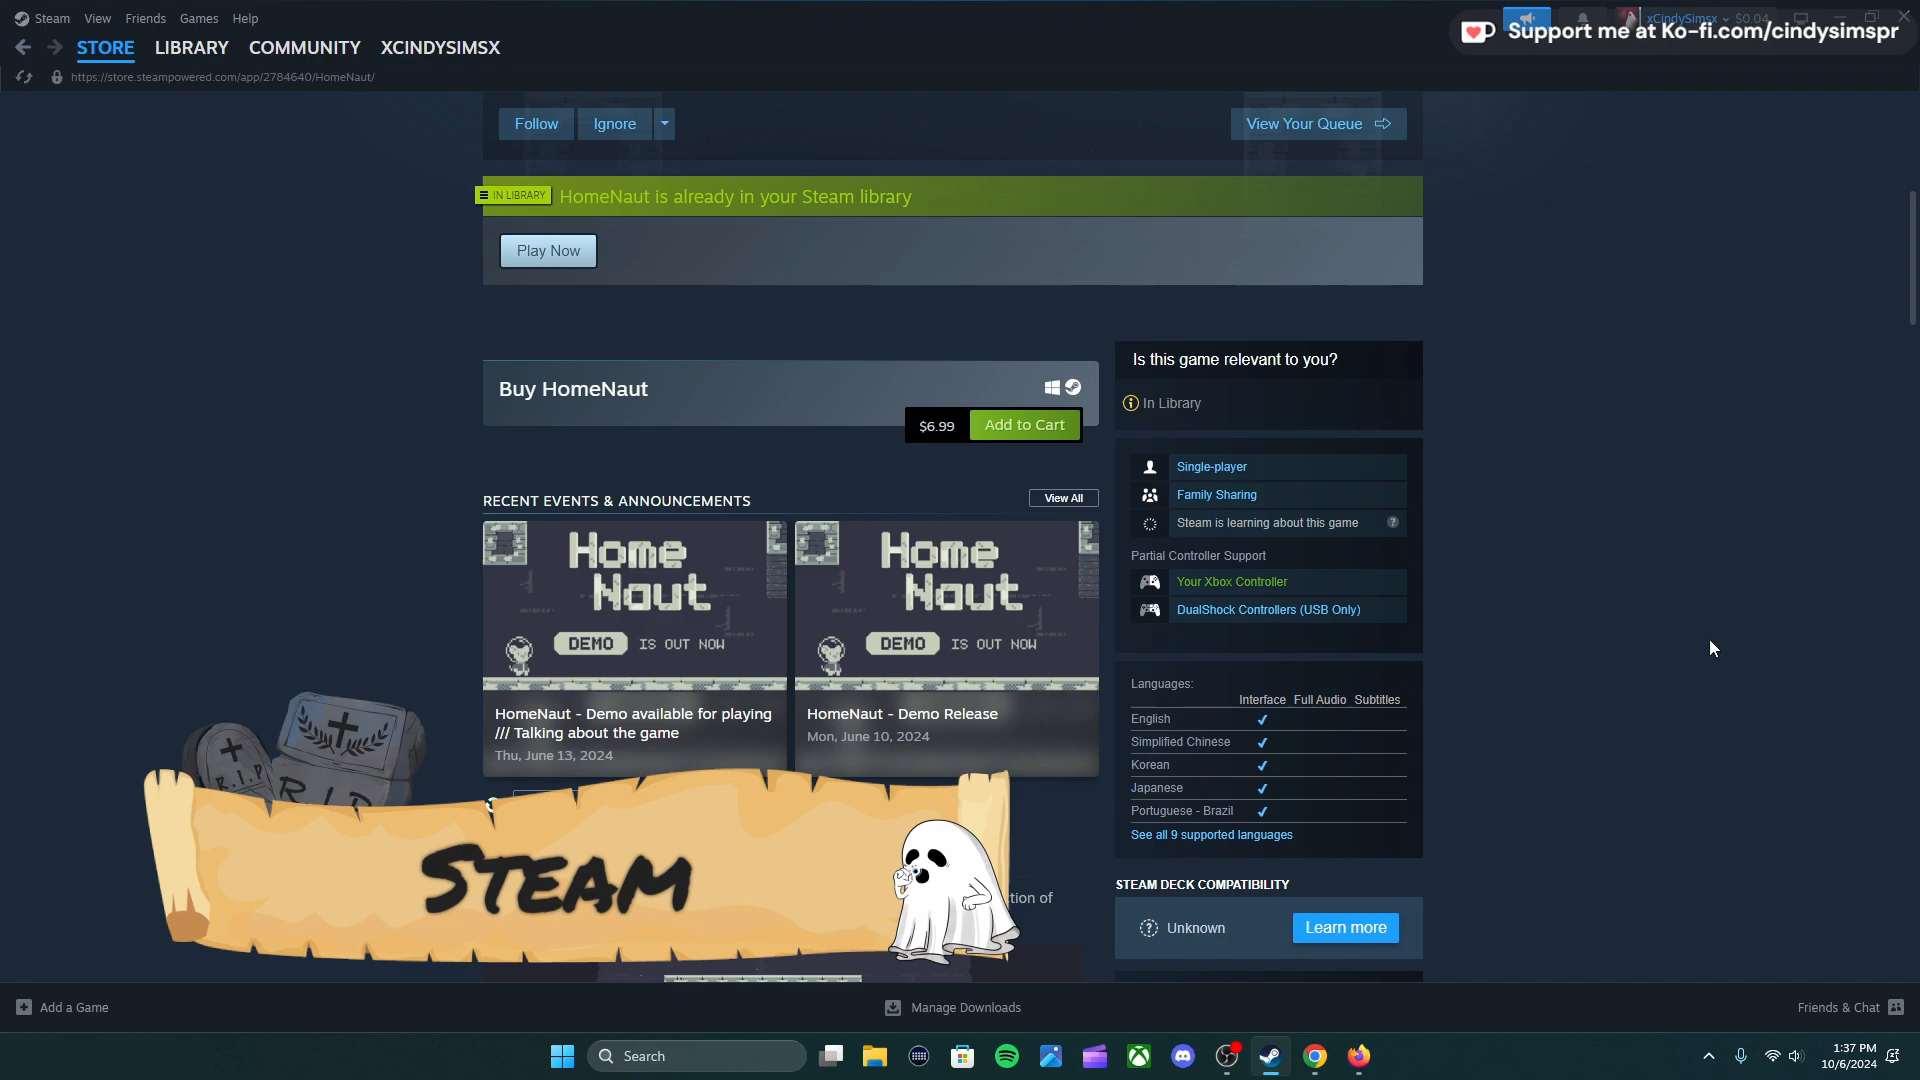 Steam View Friends Games Help
xCindySimsx $0.04
Support me at Ko-fi.com/cindysimspr
STORE LIBRARY COMMUNITY XCINDYSIMSX
https://store.steampowered.com/app/2784640/HomeNaut/
Follow Ignore View Your Queue
IN LIBRARY HomeNaut is already in your Steam library
Play Now
Buy HomeNaut
$6.99 Add to Cart
RECENT EVENTS & ANNOUNCEMENTS View All
Home Naut
DEMO IS OUT NOW
HomeNaut - Demo available for playing
/// Talking about the game
Thu, June 13, 2024
Home Naut
DEMO IS OUT NOW
HomeNaut - Demo Release
Mon, June 10, 2024
Is this game relevant to you?
In Library
Single-player
Family Sharing
Steam is learning about this game ?
Partial Controller Support
Your Xbox Controller
DualShock Controllers (USB Only)
Languages:
Interface Full Audio Subtitles
English
Simplified Chinese
Korean
Japanese
Portuguese - Brazil
See all 9 supported languages
STEAM DECK COMPATIBILITY
Unknown Learn more
R.I.P
R.I.P
STEAM
Add a Game Manage Downloads Friends & Chat
Search
1:37 PM
10/6/2024